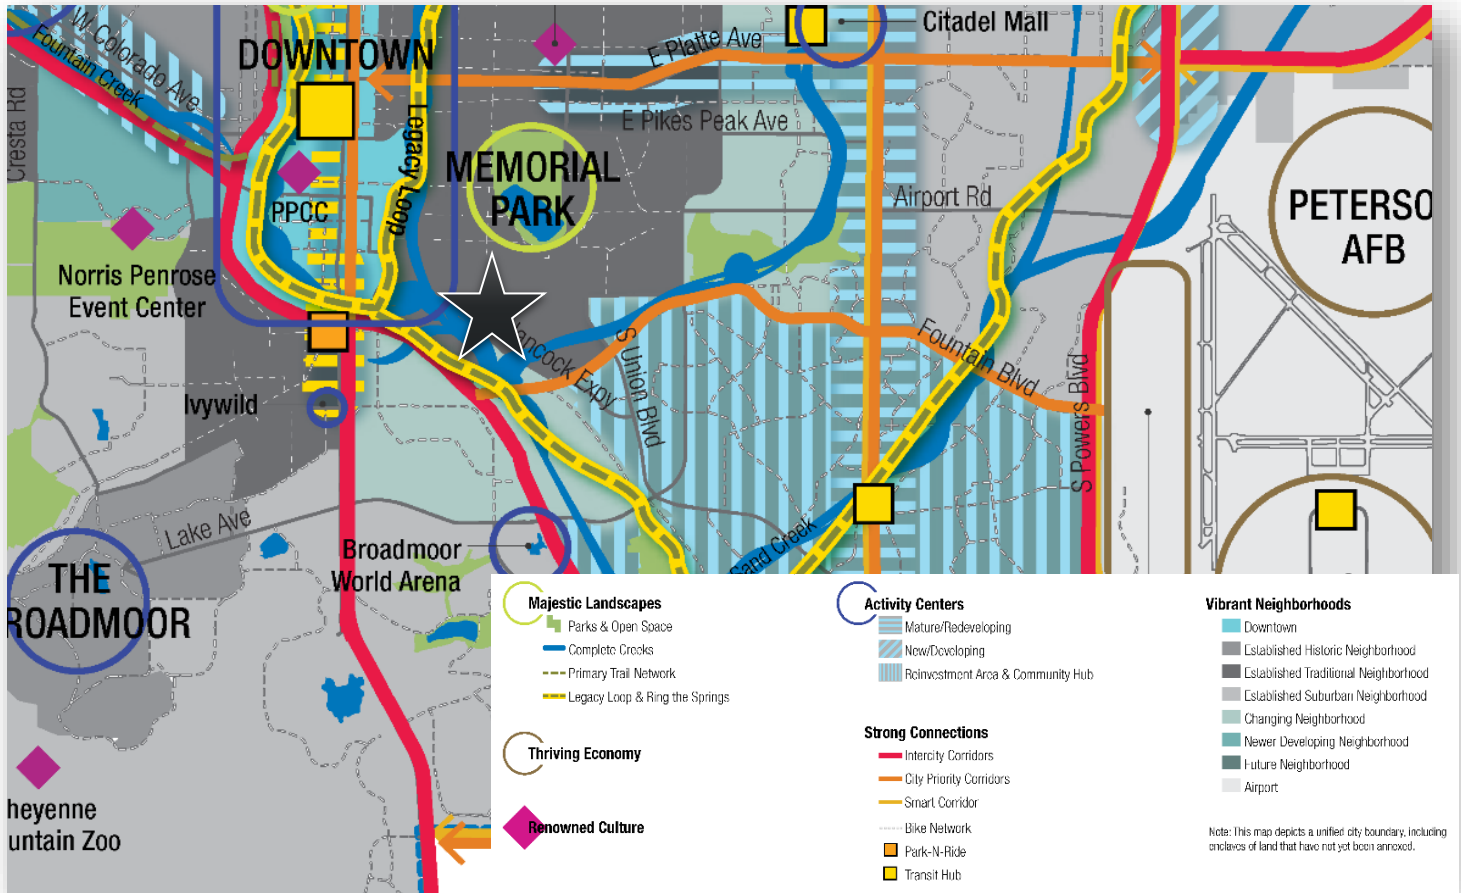 W. Colorado Ave
Fountain Creek
Cresta Rd
DOWNTOWN
Legacy Loop
PPCC
E Platte Ave
Citadel Mall
E Pikes Peak Ave
MEMORIAL
PARK
Airport Rd
PETERSO
AFB
Norris Penrose
Event Center
Hancock Expy
S Union Blvd
Fountain Blvd
S Powers Blvd
Ivywild
Lake Ave
Broadmoor
World Arena
Sand Creek
THE
ROADMOOR
heyenne
untain Zoo
Majestic Landscapes
Parks & Open Space
Complete Creeks
Primary Trail Network
Legacy Loop & Ring the Springs
Thriving Economy
Renowned Culture
Activity Centers
Mature/Redeveloping
New/Developing
Reinvestment Area & Community Hub
Strong Connections
Intercity Corridors
City Priority Corridors
Smart Corridor
Bike Network
Park-N-Ride
Transit Hub
Vibrant Neighborhoods
Downtown
Established Historic Neighborhood
Established Traditional Neighborhood
Established Suburban Neighborhood
Changing Neighborhood
Newer Developing Neighborhood
Future Neighborhood
Airport
Note: This map depicts a unified city boundary, including
enclaves of land that have not yet been annexed.